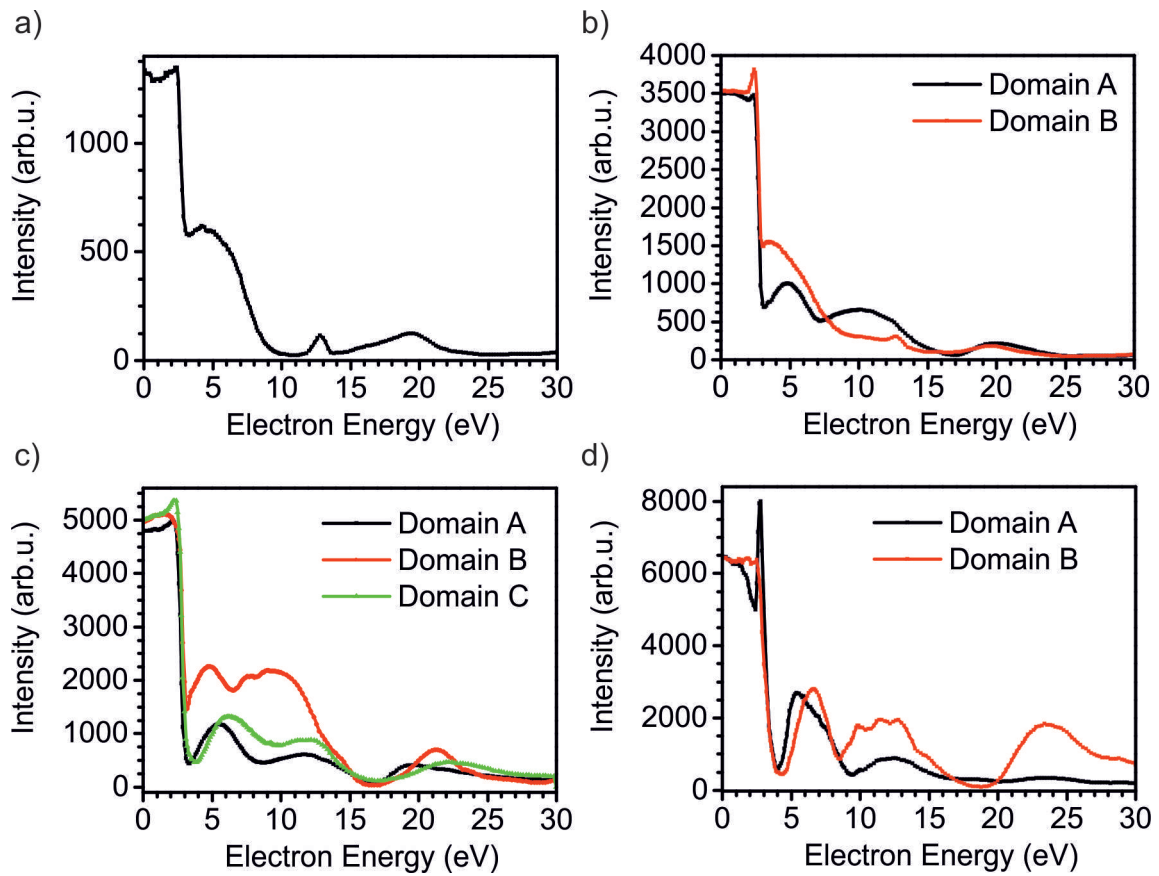 a)
Intensity (arb.u.)
1000
500
0
0 5 10 15 20 25 30
Electron Energy (eV)
b)
Intensity (arb.u.)
4000
3500
3000
2500
2000
1500
1000
500
0
Domain A
Domain B
0 5 10 15 20 25 30
Electron Energy (eV)
c)
Intensity (arb.u.)
5000
4000
3000
2000
1000
0
Domain A
Domain B
Domain C
0 5 10 15 20 25 30
Electron Energy (eV)
d)
Intensity (arb.u.)
8000
6000
4000
2000
0
Domain A
Domain B
0 5 10 15 20 25 30
Electron Energy (eV)